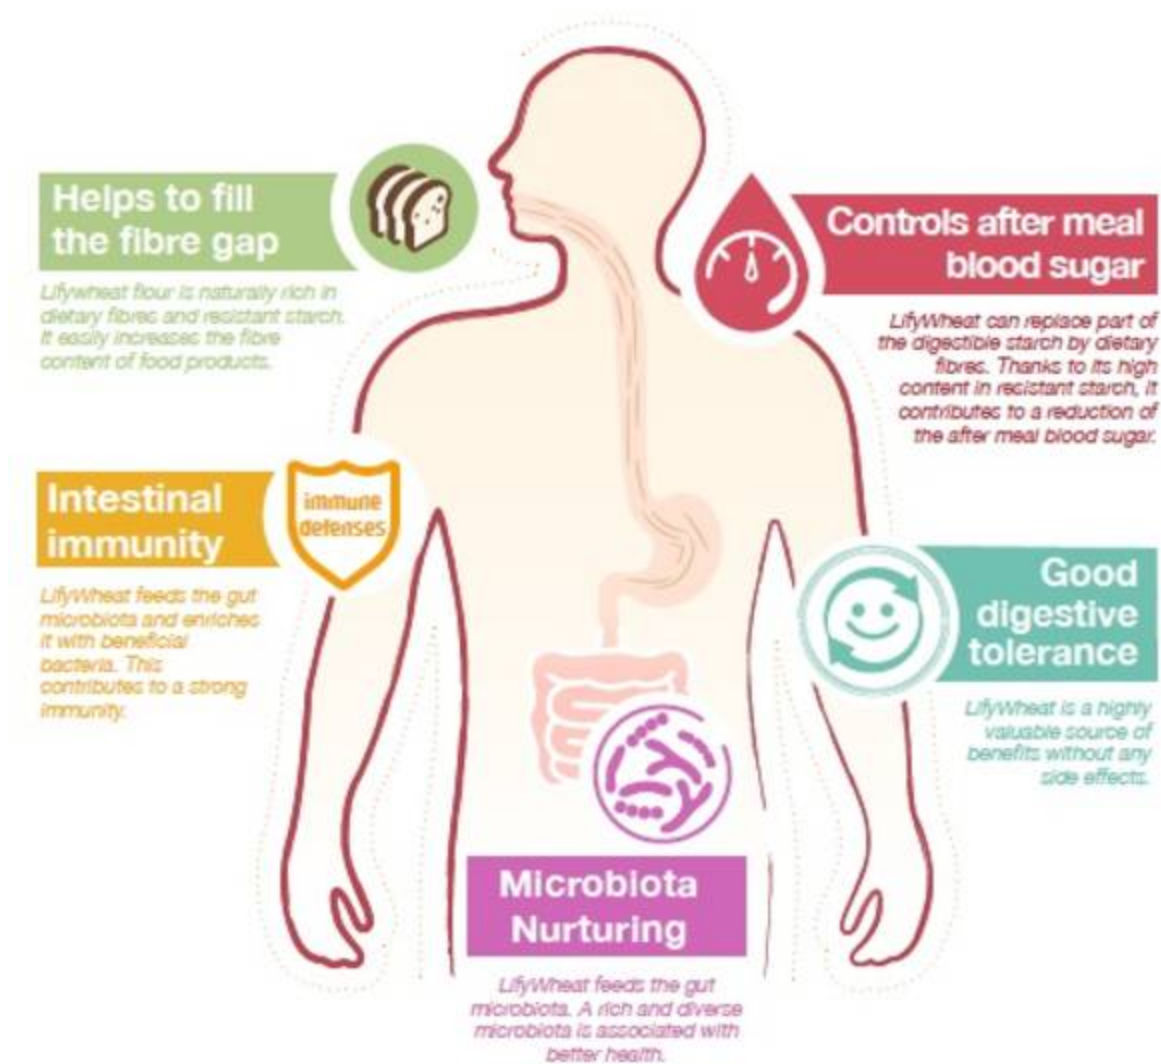 Helps to fill
the fibre gap
Lifywheat flour is naturally rich in
dietary fibres and resistant starch.
It easily increases the fibre
content of food products.
Controls after meal
blood sugar
LifyWheat can replace part of
the digestible starch by dietary
fibres. Thanks to its high
content in resistant starch, it
contributes to a reduction of
the after meal blood sugar.
Intestinal
immunity
immune
defenses
LifyWheat feeds the gut
microbiota and enriches
it with beneficial
bacteria. This
contributes to a strong
immunity.
Good
digestive
tolerance
LifyWheat is a highly
valuable source of
benefits without any
side effects.
Microbiota
Nurturing
LifyWheat feeds the gut
microbiota. A rich and diverse
microbiota is associated with
better health.